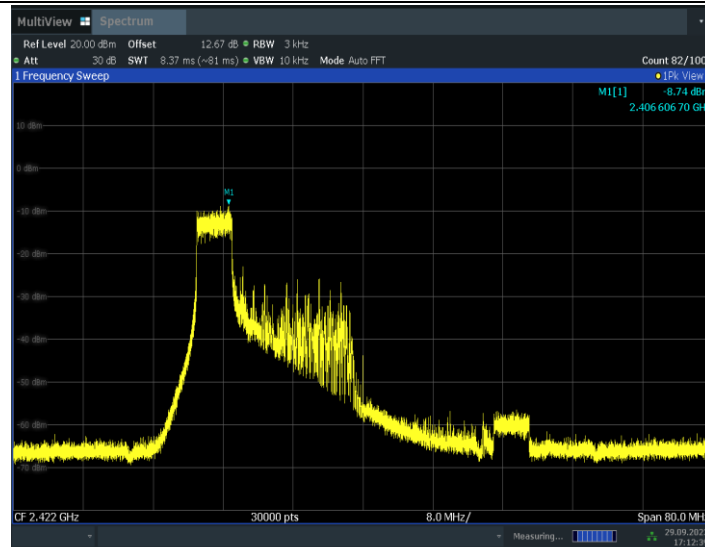 MultiView Spectrum
Ref Level 20.00 dBm Offset 12.67 dB RBW 3 kHz
Att 30 dB SWT 8.37 ms (~81 ms) VBW 10 kHz Mode Auto FFT Count 82/100
1 Frequency Sweep 1Pk View
M1[1] -8.74 dBr
2.406 606 70 GH
10 dBm
0 dBm
M1
-10 dBm
-20 dBm
-30 dBm
-40 dBm
-50 dBm
-60 dBm
-70 dBm
CF 2.422 GHz 30000 pts 8.0 MHz/ Span 80.0 MH
Measuring... 29.09.202
17:12:39